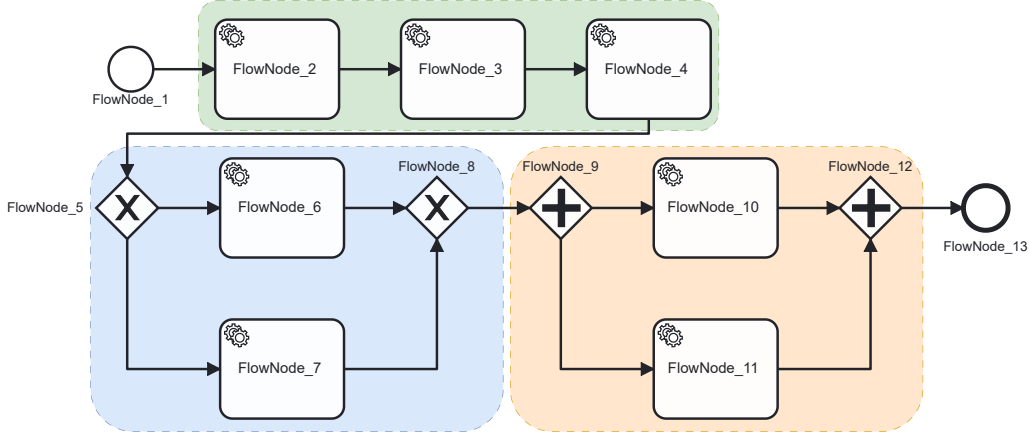 FlowNode_1
FlowNode_2
FlowNode_3
FlowNode_4
FlowNode_5
FlowNode_6
FlowNode_7
FlowNode_8
FlowNode_9
FlowNode_10
FlowNode_11
FlowNode_12
FlowNode_13